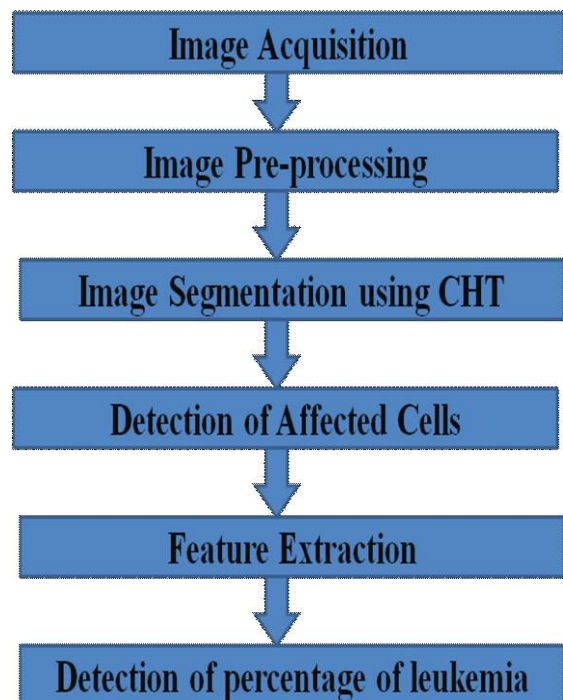 Image Acquisition
Image Pre-processing
Image Segmentation using CHT
Detection of Affected Cells
Feature Extraction
Detection of percentage of leukemia